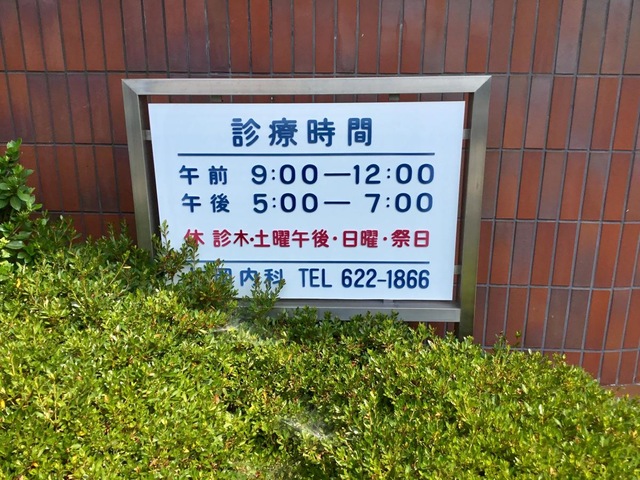 診療時間
午前 9:00―12:00
午後 5:00― 7:00
休診 木・土曜午後・日曜・祭日
内科 TEL 622-1866